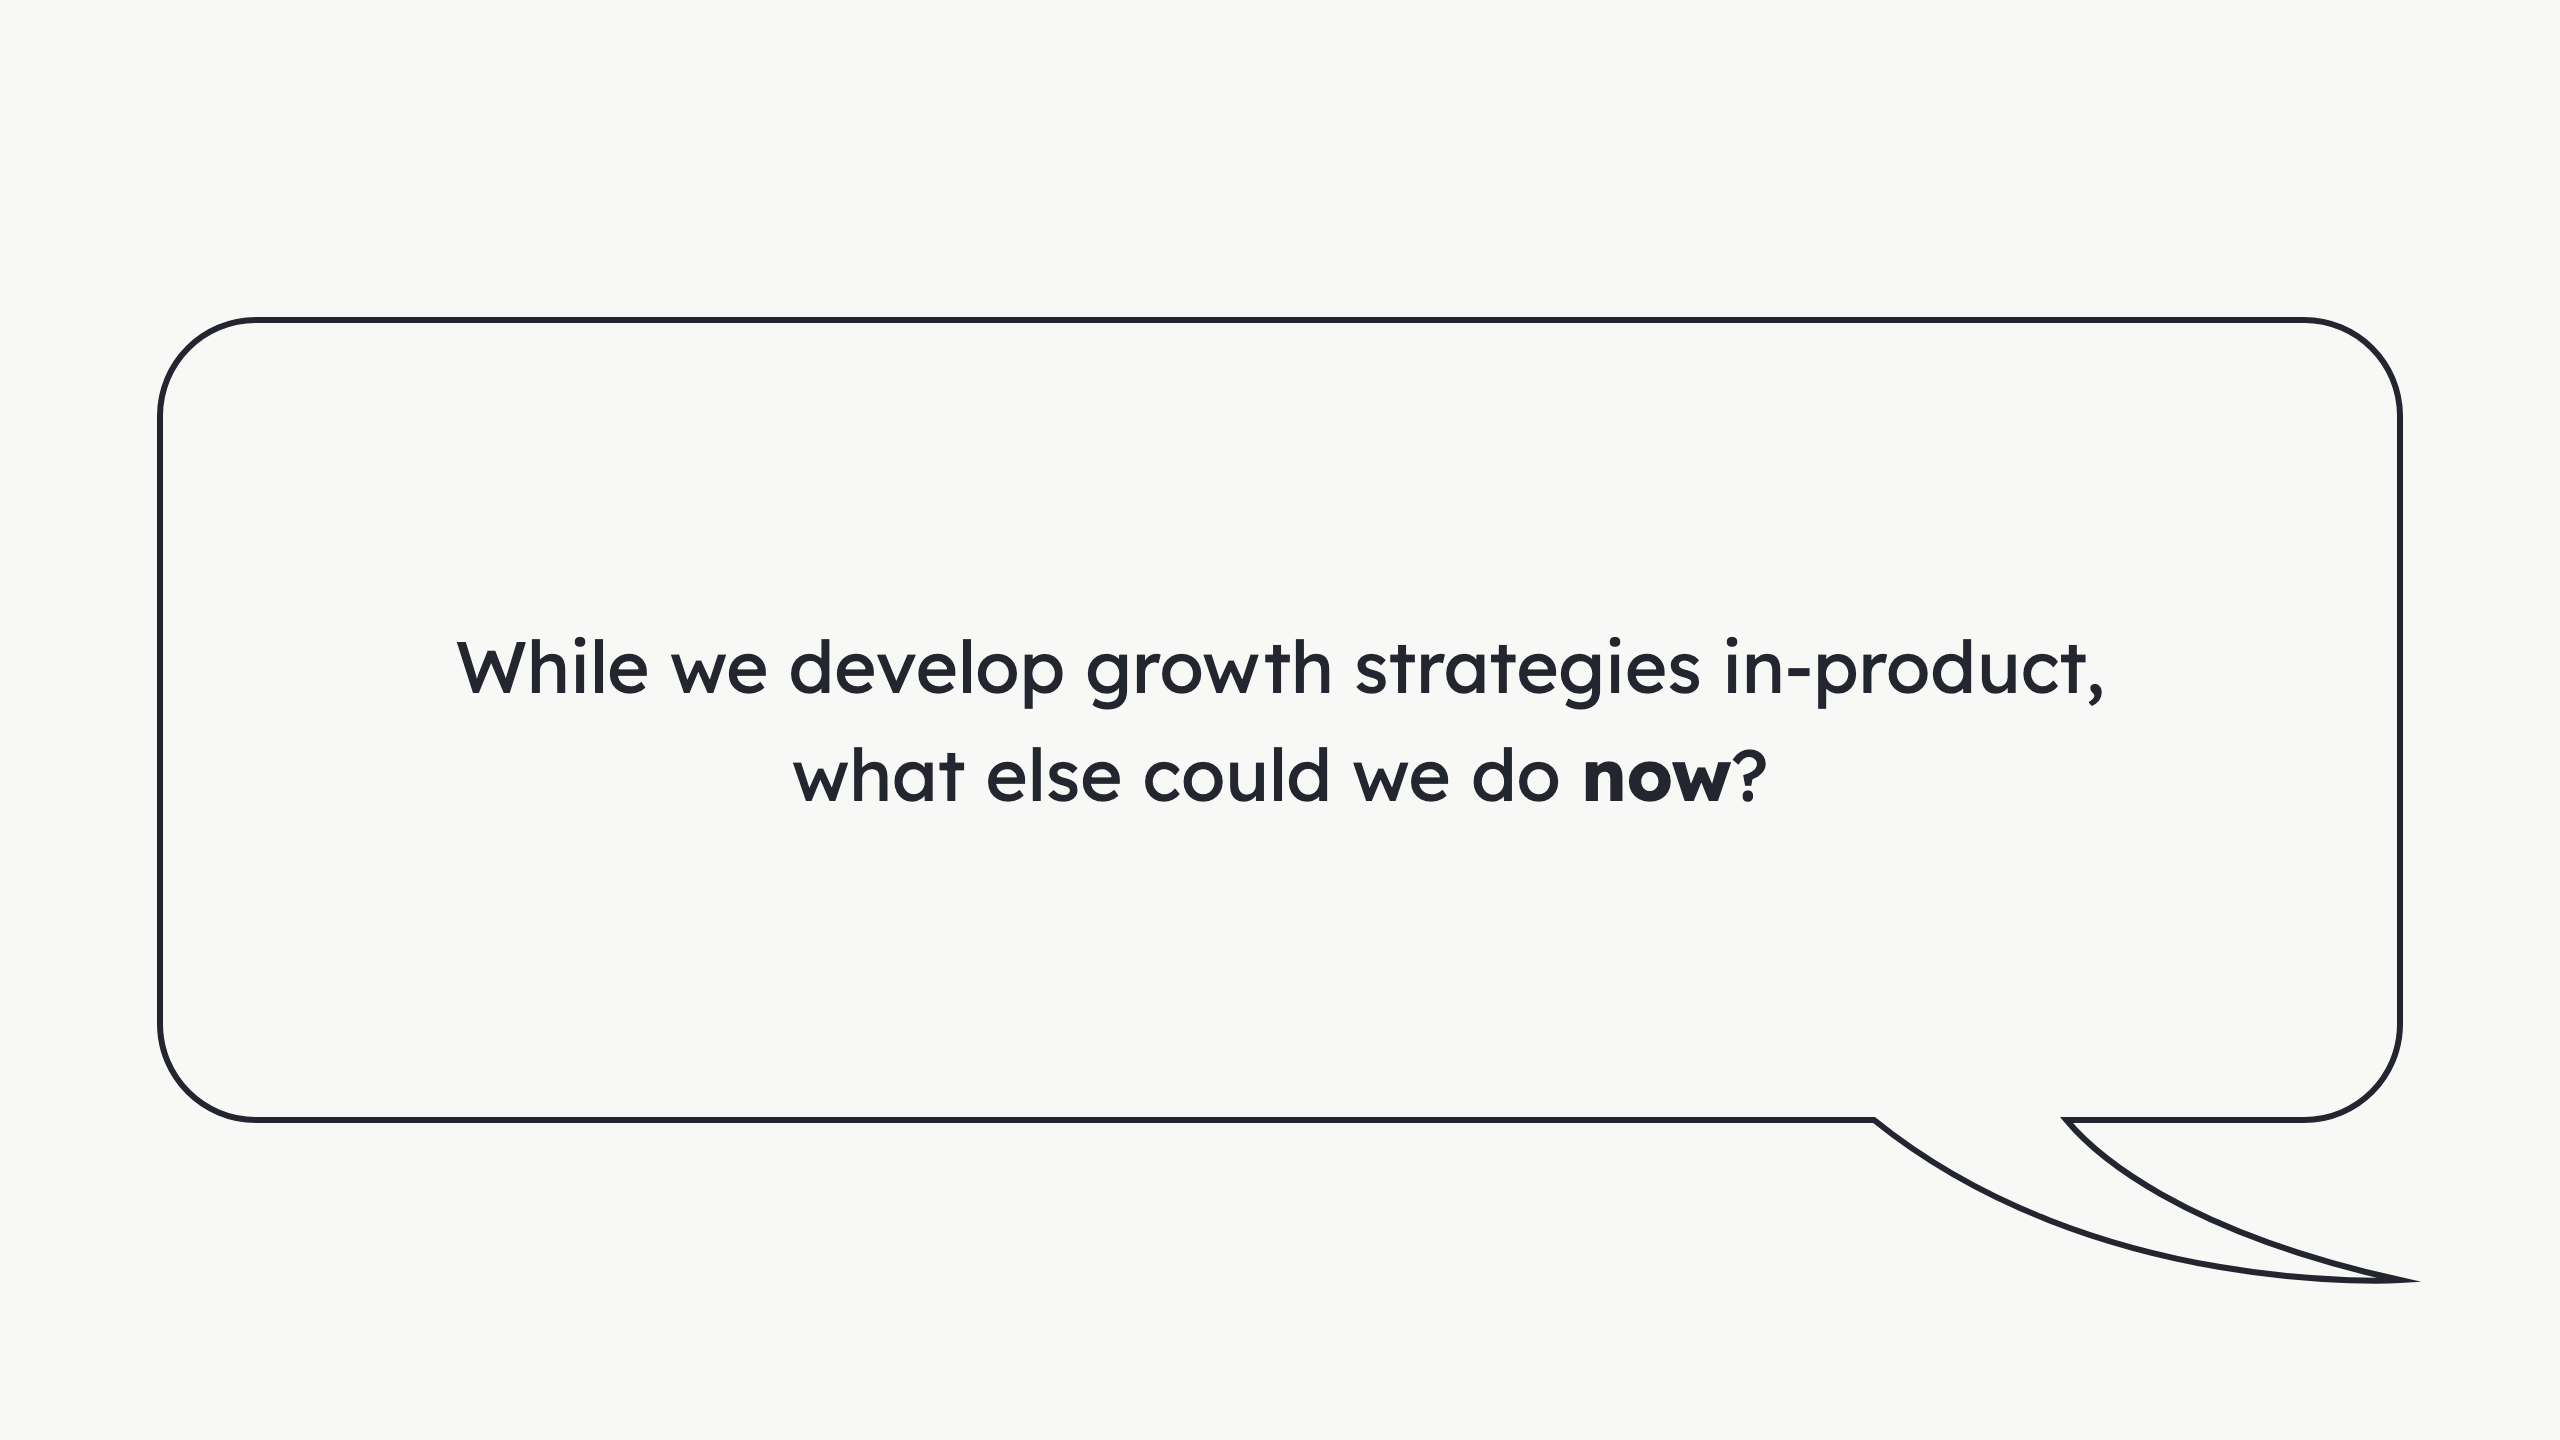 While we develop growth strategies in-product,
what else could we do now?